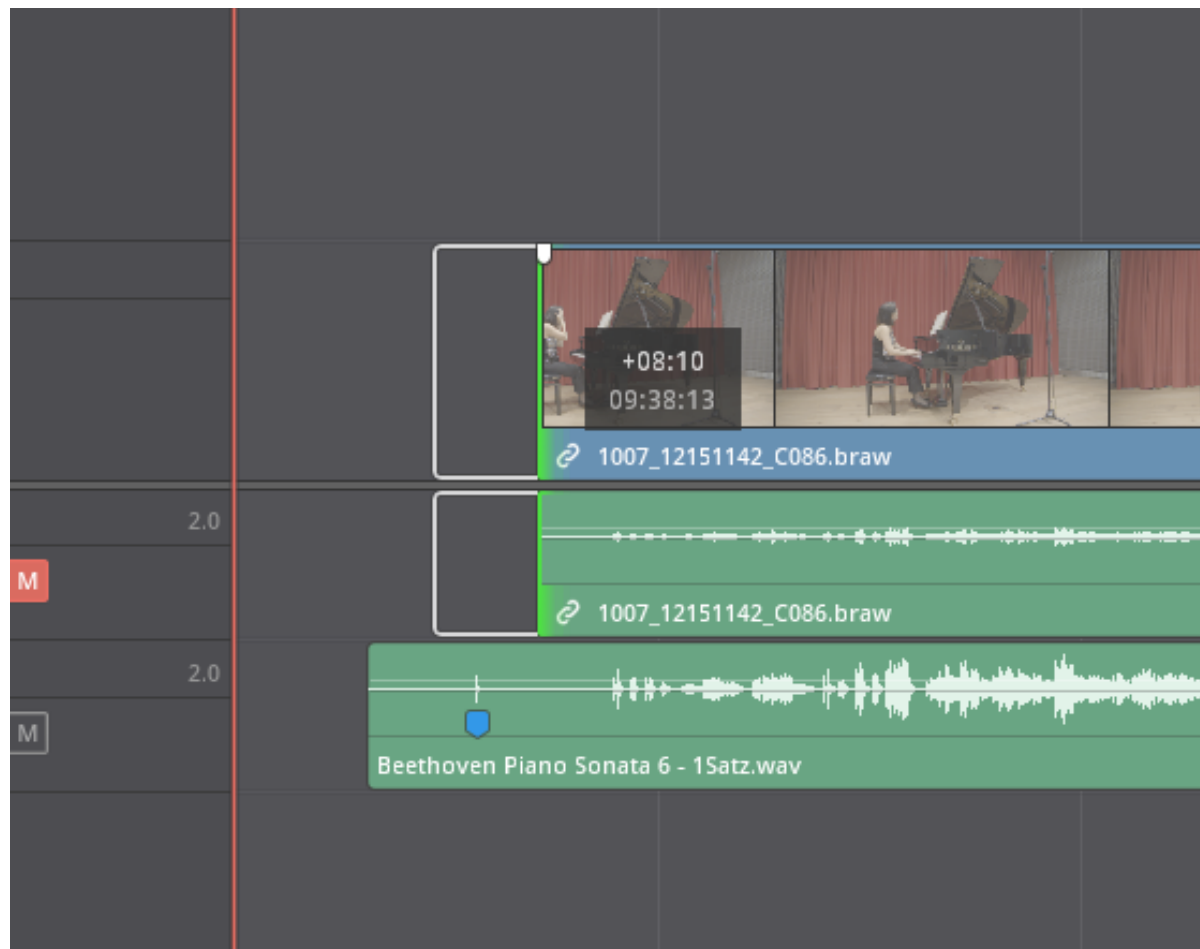 +08:10
09:38:13
1007_12151142_C086.braw
2.0
M
1007_12151142_C086.braw
2.0
M
Beethoven Piano Sonata 6 - 1Satz.wav